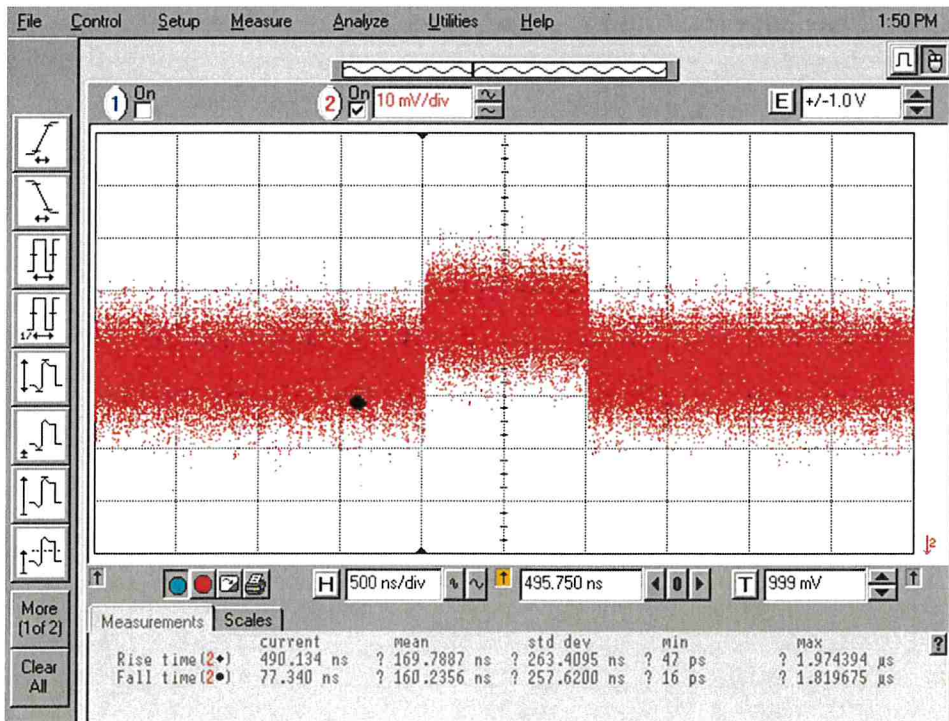 File Control Setup Measure Analyze Utilities Help 1:50 PM
1 On 2 On 10 mV/div E +/-1.0 V
More
(1 of 2)
Clear
All
H 500 ns/div 495.750 ns 0 T 999 mV
2
Measurements Scales
?
current mean std dev min max
Rise time(2♦) 490.134 ns ? 169.7887 ns ? 263.4095 ns ? 47 ps ? 1.974394 µs
Fall time(2●) 77.340 ns ? 160.2356 ns ? 257.6200 ns ? 16 ps ? 1.819675 µs